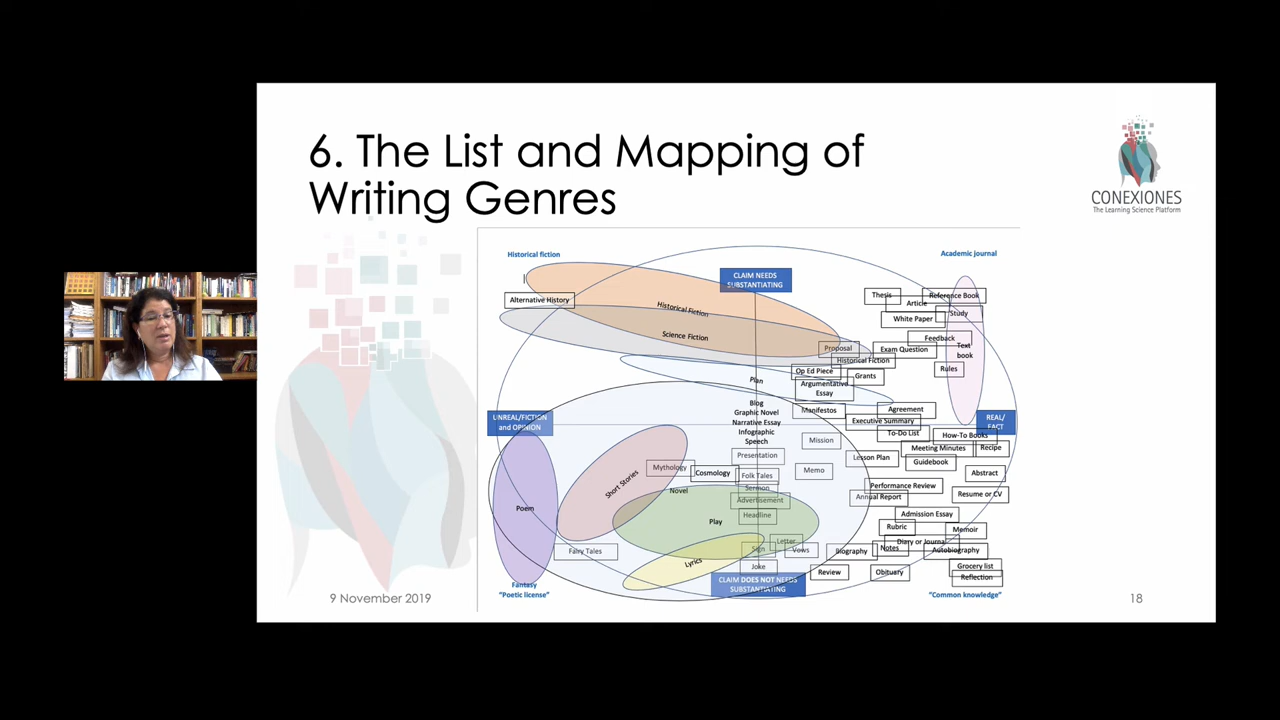 6. The List and Mapping of
Writing Genres
CONEXIONES
The Learning Science Platform
Historical fiction
Academic journal
CLAIM NEEDS
SUBSTANTIATING
Alternative History
Historical Fiction
Science Fiction
Thesis
Reference Book
Article
Study
White Paper
Feedback
Text
book
Proposal
Exam Question
Historical Fiction
Rules
Op Ed Piece
Grants
Plan
Argumentative
Essay
Blog
Graphic Novel
Narrative Essay
Infographic
Speech
Manifestos
Agreement
UNREAL/FICTION
and OPINION
Executive Summary
REAL/
FACT
To-Do List
How-To Books
Mission
Meeting Minutes
Recipe
Presentation
Lesson Plan
Guidebook
Mythology
Cosmology
Folk Tales
Memo
Abstract
Short Stories
Novel
Sermon
Performance Review
Advertisement
Annual Report
Resume or CV
Poem
Play
Headline
Admission Essay
Rubric
Memoir
Letter
Diary or Journal
Fairy Tales
Sign
Vows
Biography
Notes
Autobiography
Lyrics
Joke
Review
Obituary
Grocery list
Reflection
CLAIM DOES NOT NEEDS
SUBSTANTIATING
Fantasy
"Poetic license"
"Common knowledge"
9 November 2019
18